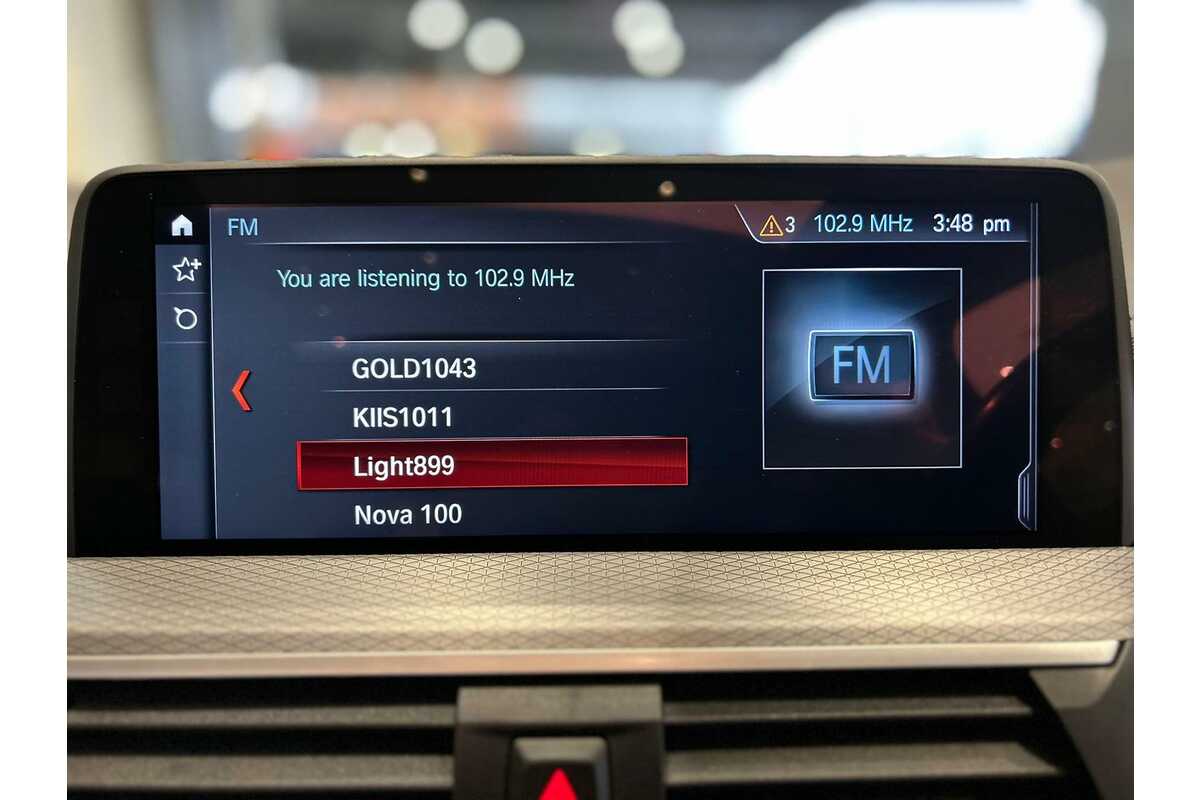 FM
3 102.9 MHz 3:48 pm
You are listening to 102.9 MHz
GOLD1043
KIIS1011
Light899
Nova 100
FM